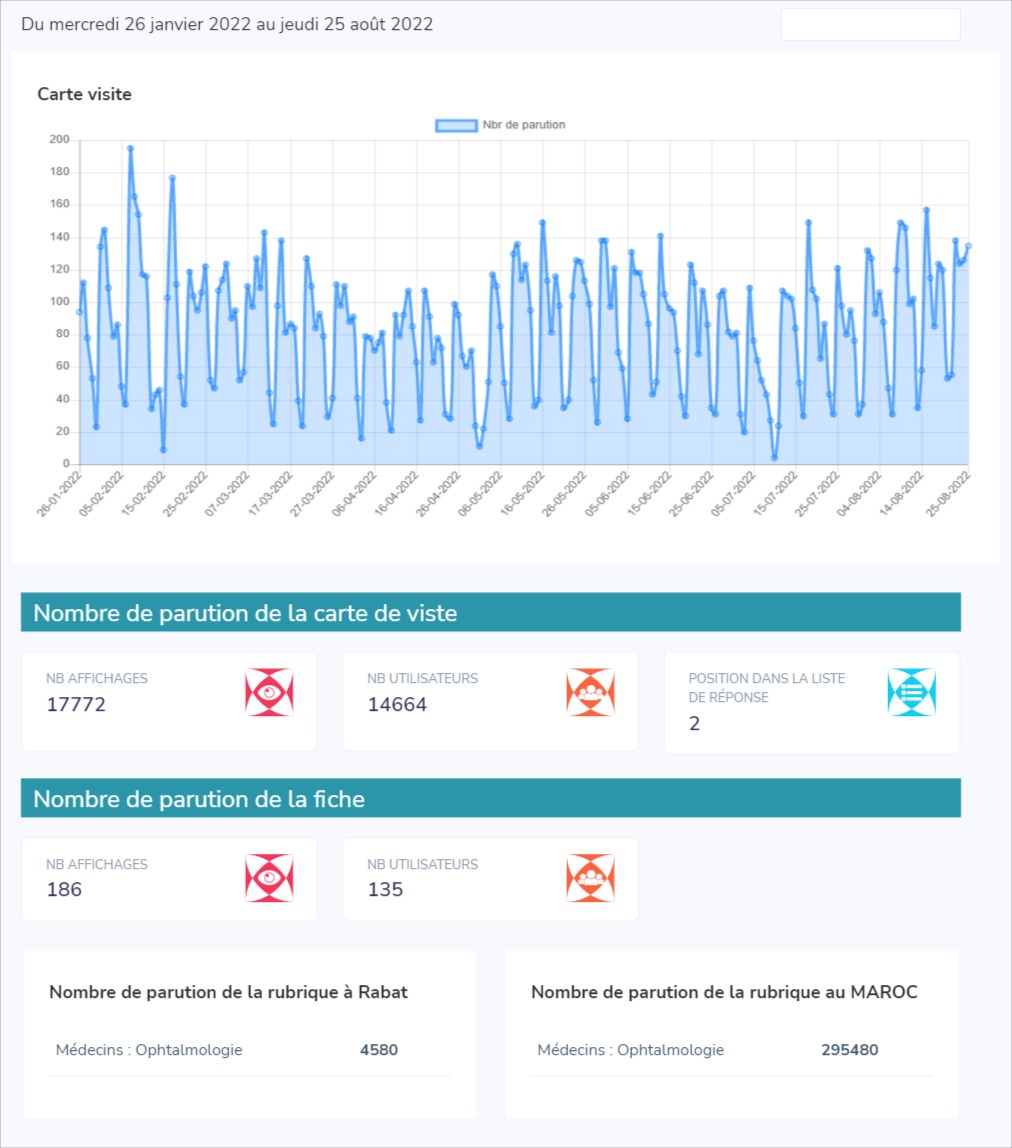 Du mercredi 26 janvier 2022 au jeudi 25 août 2022
Carte visite
Nbr de parution
200
180
160
140
120
100
80
60
40
20
0
26-01-2022
05-02-2022
15-02-2022
25-02-2022
07-03-2022
17-03-2022
27-03-2022
06-04-2022
16-04-2022
26-04-2022
06-05-2022
16-05-2022
26-05-2022
05-06-2022
15-06-2022
25-06-2022
05-07-2022
15-07-2022
25-07-2022
04-08-2022
14-08-2022
25-08-2022
Nombre de parution de la carte de viste
NB AFFICHAGES
17772
NB UTILISATEURS
14664
POSITION DANS LA LISTE
DE RÉPONSE
2
Nombre de parution de la fiche
NB AFFICHAGES
186
NB UTILISATEURS
135
Nombre de parution de la rubrique à Rabat
Médecins : Ophtalmologie 4580
Nombre de parution de la rubrique au MAROC
Médecins : Ophtalmologie 295480